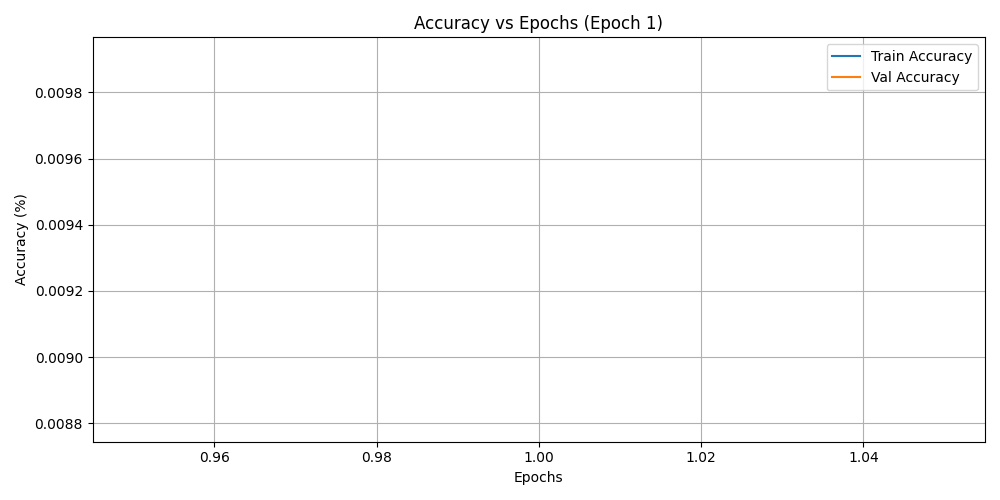 Accuracy vs Epochs (Epoch 1)
Train Accuracy
Val Accuracy
Accuracy (%)
0.0098
0.0096
0.0094
0.0092
0.0090
0.0088
0.96 0.98 1.00 1.02 1.04
Epochs